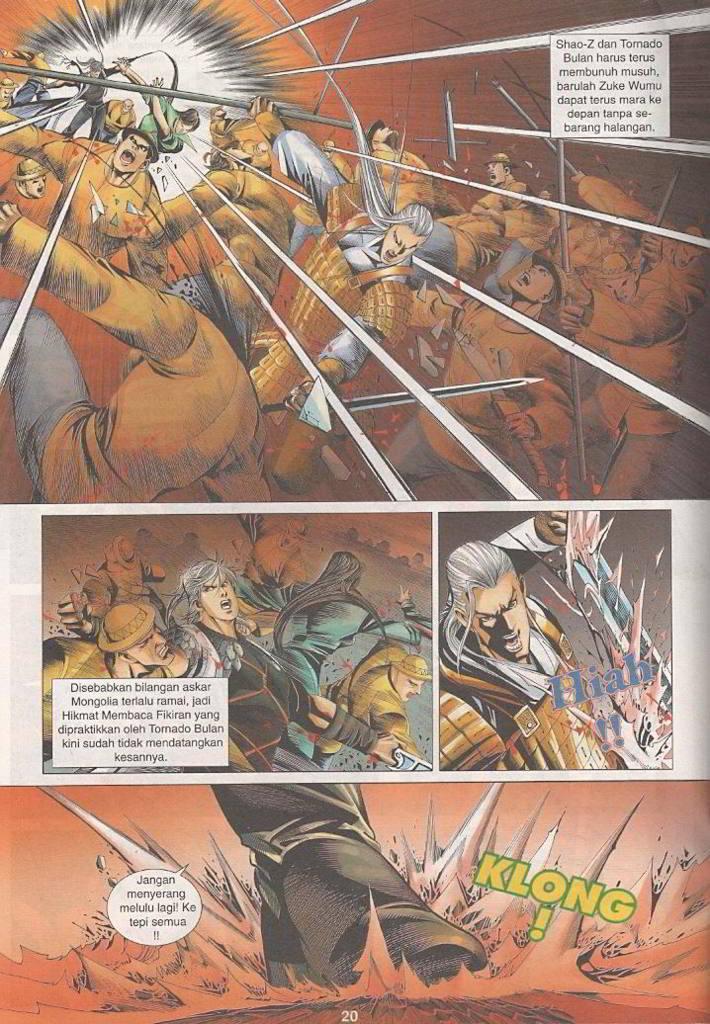 Shao-Z dan Tornado
Bulan harus terus
membunuh musuh,
barulah Zuke Wumu
dapat terus mara ke
depan tanpa se-
barang halangan.
Disebabkan bilangan askar
Mongolia terlalu ramai, jadi
Hikmat Membaca Fikiran yang
dipraktikkan oleh Tornado Bulan
kini sudah tidak mendatangkan
kesannya.
Hiah
!!
Jangan
menyerang
melulu lagi! Ke
tepi semua
!!
KLONG
!
20